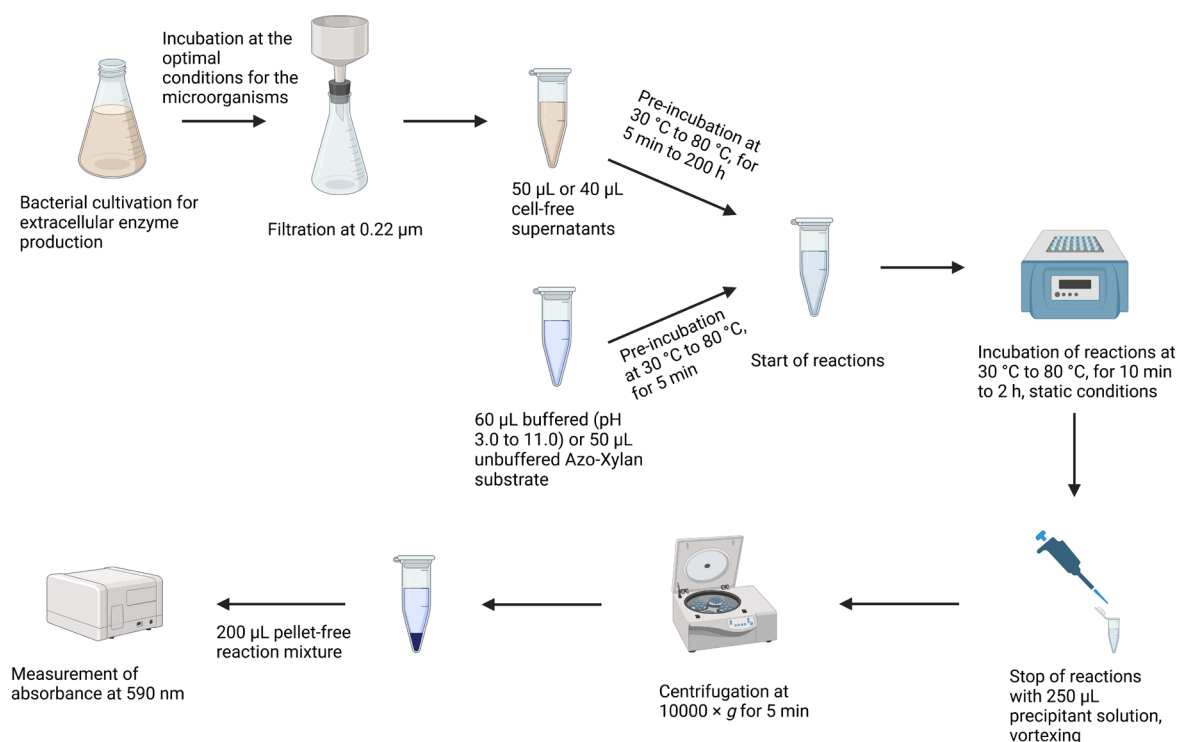 Incubation at the
optimal
conditions for the
microorganisms
Bacterial cultivation for
extracellular enzyme
production
Filtration at 0.22 µm
50 µL or 40 µL
cell-free
supernatants
Pre-incubation at
30 °C to 80 °C, for
5 min to 200 h
60 µL buffered (pH
3.0 to 11.0) or 50 µL
unbuffered Azo-Xylan
substrate
Pre-incubation
at 30 °C to 80 °C,
for 5 min
Start of reactions
Incubation of reactions at
30 °C to 80 °C, for 10 min
to 2 h, static conditions
Stop of reactions
with 250 µL
precipitant solution,
vortexing
Centrifugation at
10000 × g for 5 min
200 µL pellet-free
reaction mixture
Measurement of
absorbance at 590 nm